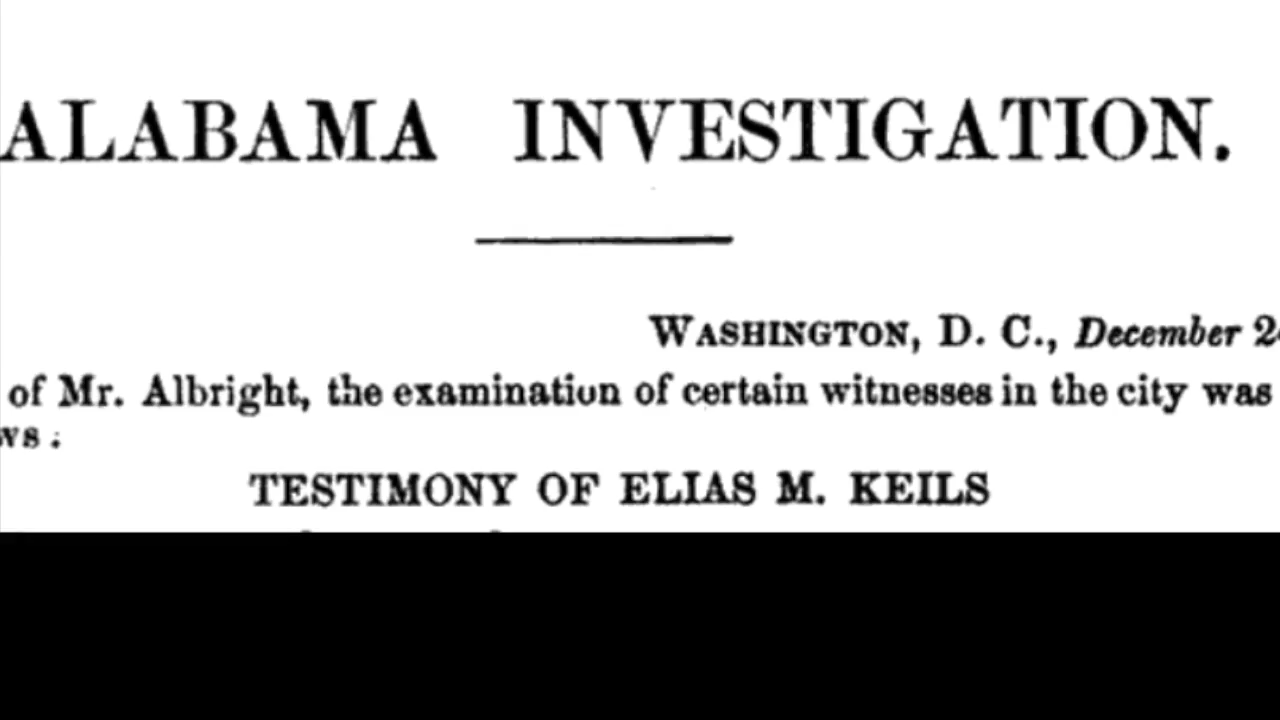 ALABAMA INVESTIGATION.
WASHINGTON, D. C., December
of Mr. Albright, the examination of certain witnesses in the city was
TESTIMONY OF ELIAS M. KEILS